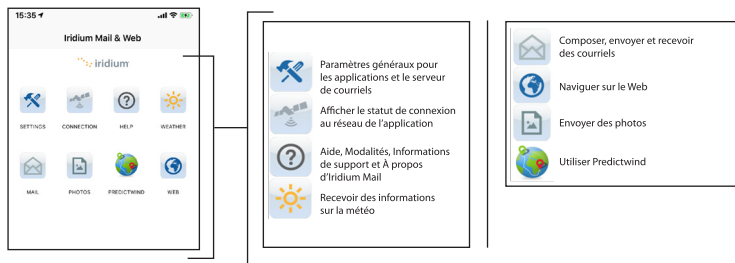 15:35
Iridium Mail & Web
iridium
SETTINGS CONNECTION HELP WEATHER
MAIL PHOTOS PREDICTWIND WEB
Paramètres généraux pour
les applications et le serveur
de courriels
Afficher le statut de connexion
au réseau de l'application
Aide, Modalités, Informations
de support et À propos
d'Iridium Mail
Recevoir des informations
sur la météo
Composer, envoyer et recevoir
des courriels
Naviguer sur le Web
Envoyer des photos
Utiliser Predictwind